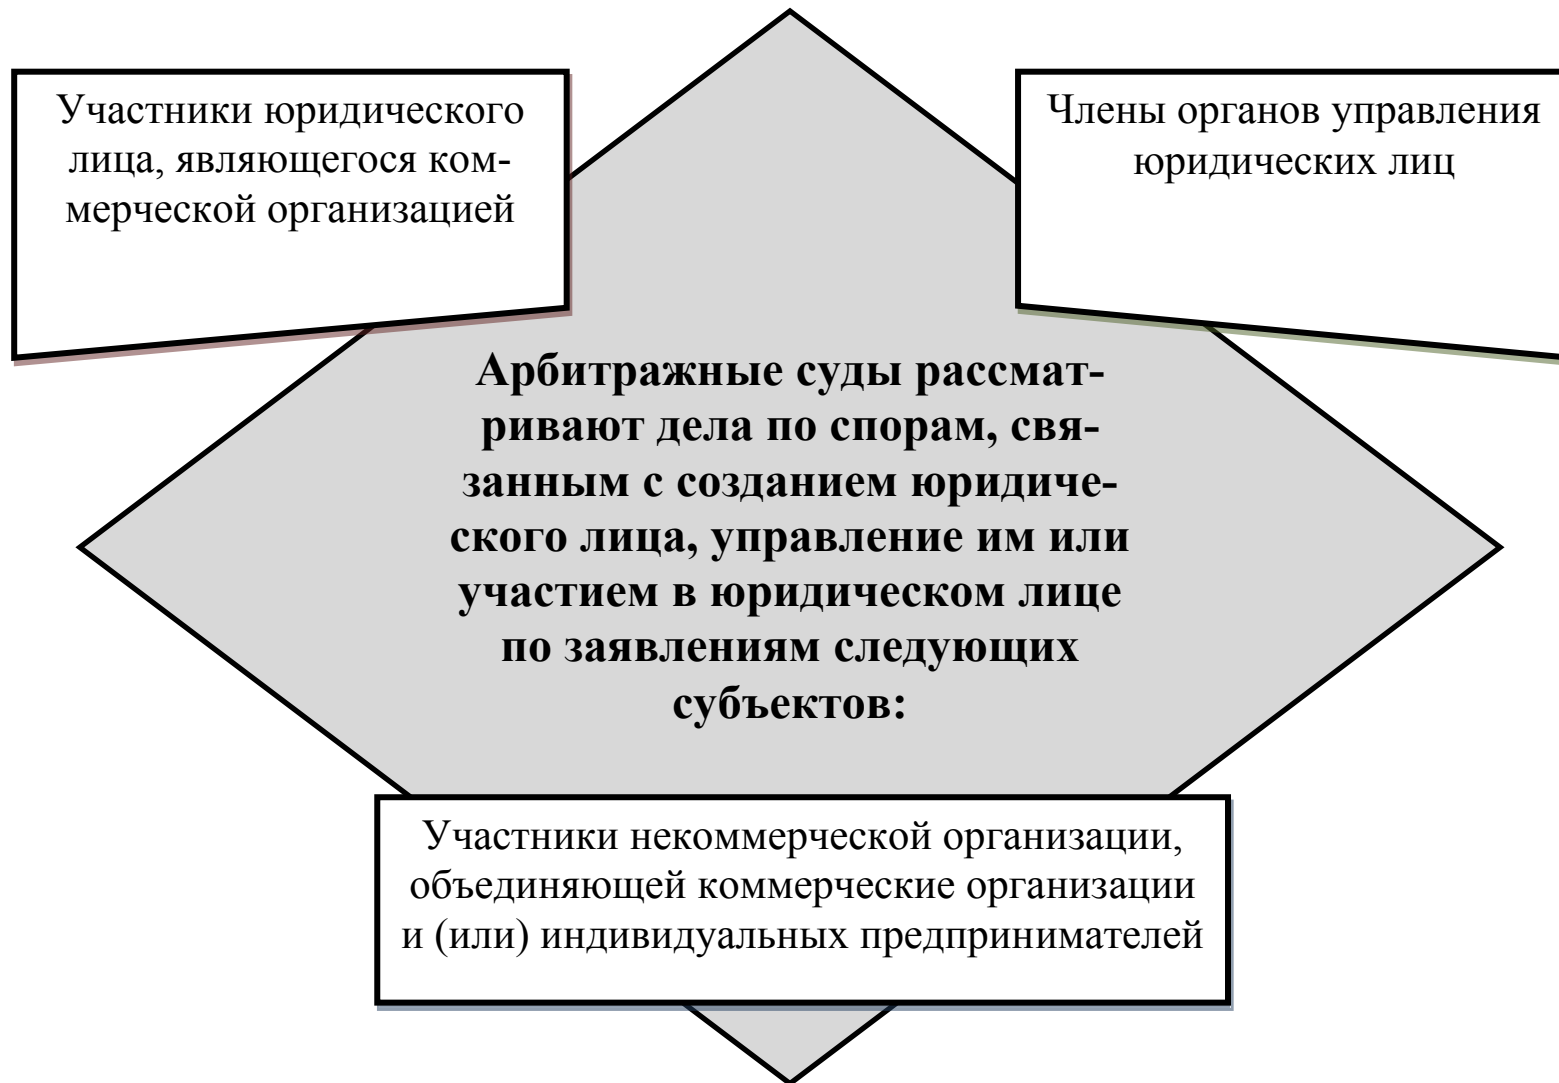 Участники юридического
лица, являющегося ком-
мерческой организацией
Члены органов управления
юридических лиц
Арбитражные суды рассмат-
ривают дела по спорам, свя-
занным с созданием юридиче-
ского лица, управление им или
участием в юридическом лице
по заявлениям следующих
субъектов:
Участники некоммерческой организации,
объединяющей коммерческие организации
и (или) индивидуальных предпринимателей